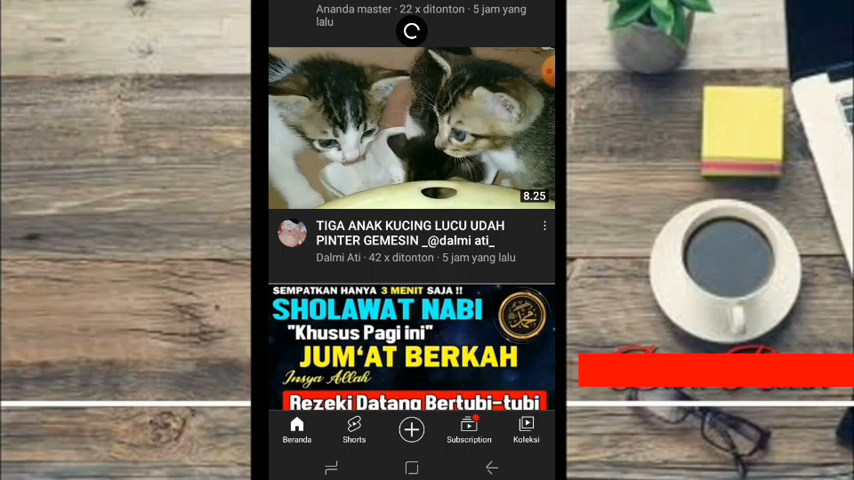 Ananda master · 22 x ditonton · 5 jam yang
lalu
8.25
TIGA ANAK KUCING LUCU UDAH
PINTER GEMESIN _@dalmi ati_
Dalmi Ati · 42 x ditonton · 5 jam yang lalu
SEMPATKAN HANYA 3 MENIT SAJA !!
SHOLAWAT NABI
"Khusus Pagi ini"
JUM‘AT BERKAH
Insya Allah
Rezeki Datang Bertubi-tubi
Beranda
Shorts
Subscription
Koleksi